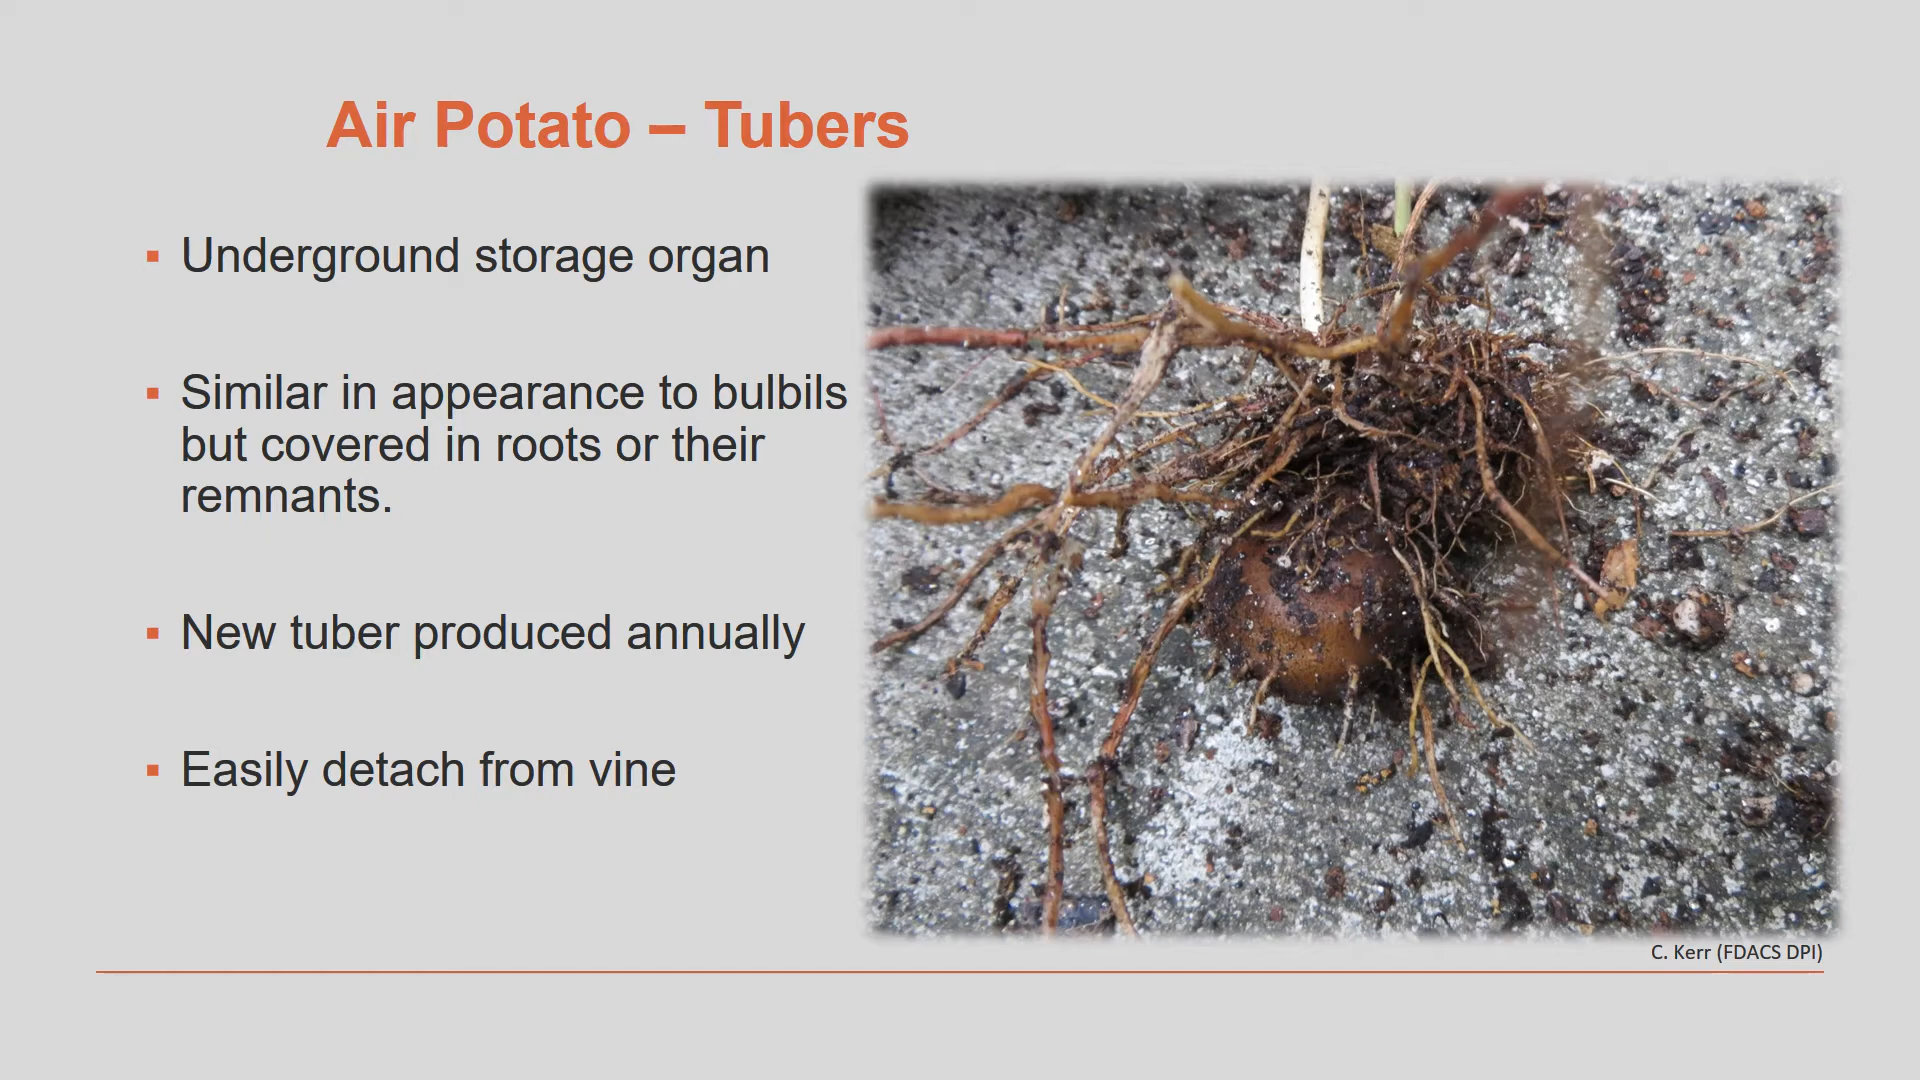 Air Potato – Tubers
▪ Underground storage organ
▪ Similar in appearance to bulbils
but covered in roots or their
remnants.
▪ New tuber produced annually
▪ Easily detach from vine
C. Kerr (FDACS DPI)